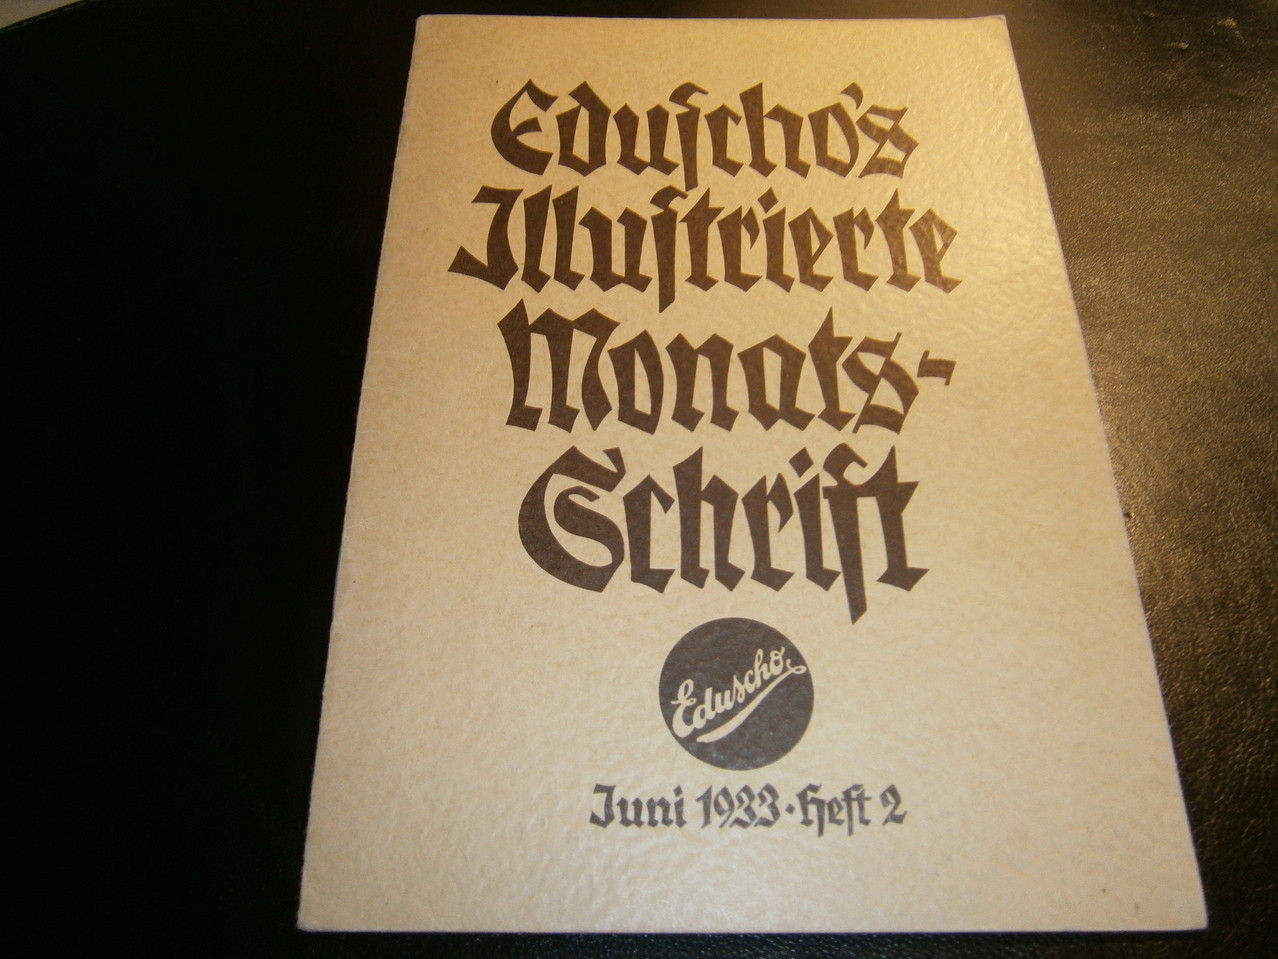 Eduſcho's
Illuſtrierte
Monats-
Schrift
Eduscho
Juni 1933·Heft 2